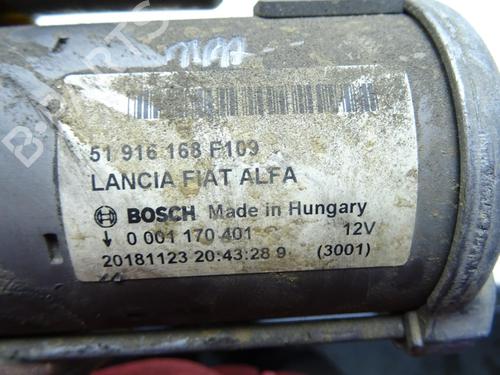 51 916 168 F109
LANCIA FIAT ALFA
BOSCH Made in Hungary
0 001 170 401 12V
20181123 20:43:28 9 (3001)